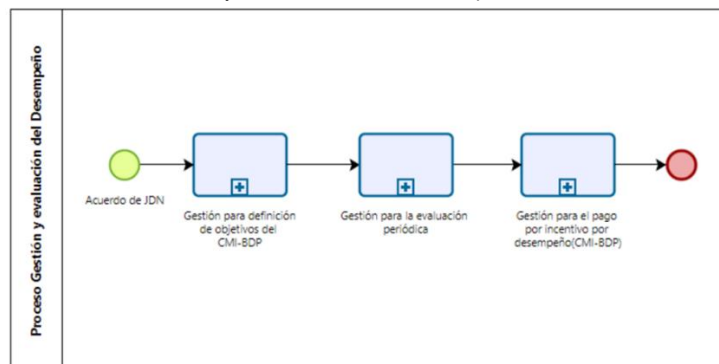 Proceso Gestión y evaluación del Desempeño
Acuerdo de JDN
Gestión para definición
de objetivos del
CMI-BDP
Gestión para la evaluación
periódica
Gestión para el pago
por incentivo por
desempeño(CMI-BDP)